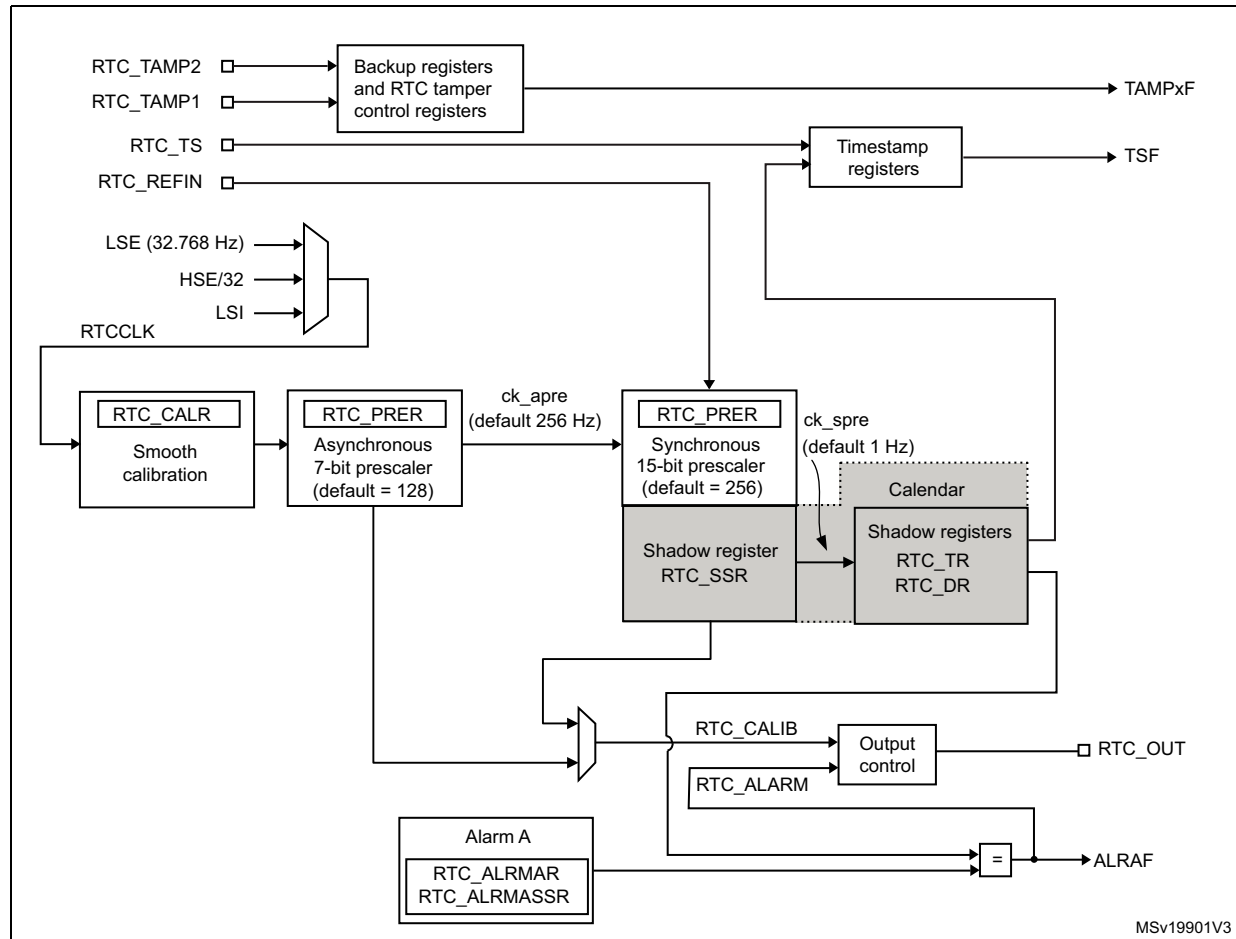 RTC_TAMP2
RTC_TAMP1
Backup registers
and RTC tamper
control registers
TAMPxF
RTC_TS
Timestamp
registers
TSF
RTC_REFIN
LSE (32.768 Hz)
HSE/32
LSI
RTCCLK
RTC_CALR
Smooth
calibration
RTC_PRER
Asynchronous
7-bit prescaler
(default = 128)
ck_apre
(default 256 Hz)
RTC_PRER
Synchronous
15-bit prescaler
(default = 256)
ck_spre
(default 1 Hz)
Calendar
Shadow register
RTC_SSR
Shadow registers
RTC_TR
RTC_DR
RTC_CALIB
Output
control
RTC_OUT
RTC_ALARM
Alarm A
RTC_ALRMAR
RTC_ALRMASSR
=
ALRAF
MSv19901V3